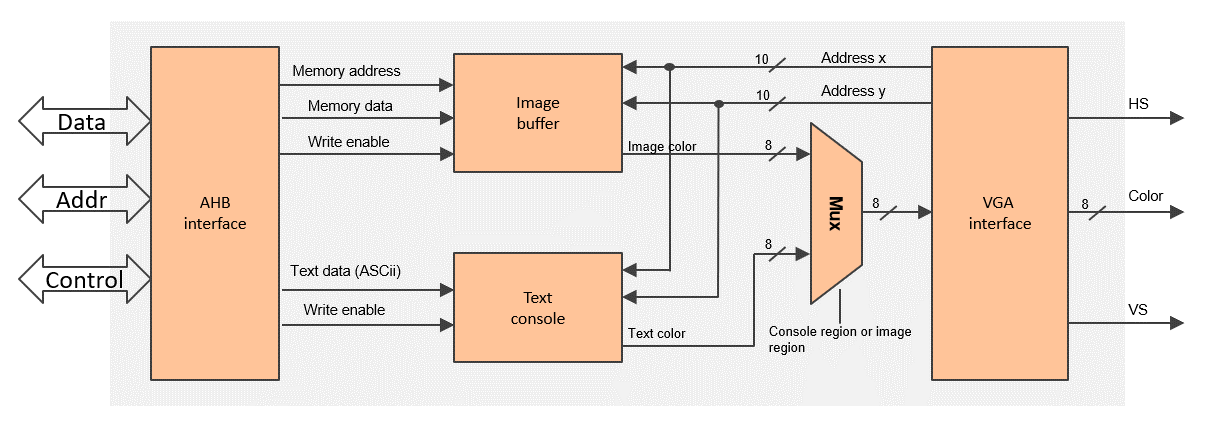 Data
Addr
Control
AHB
interface
Memory address
Memory data
Write enable
Text data (ASCii)
Write enable
Image
buffer
Text
console
10
Address x
10
Address y
Image color
8
8
Text color
Mux
8
Console region or image
region
VGA
interface
HS
8
Color
VS